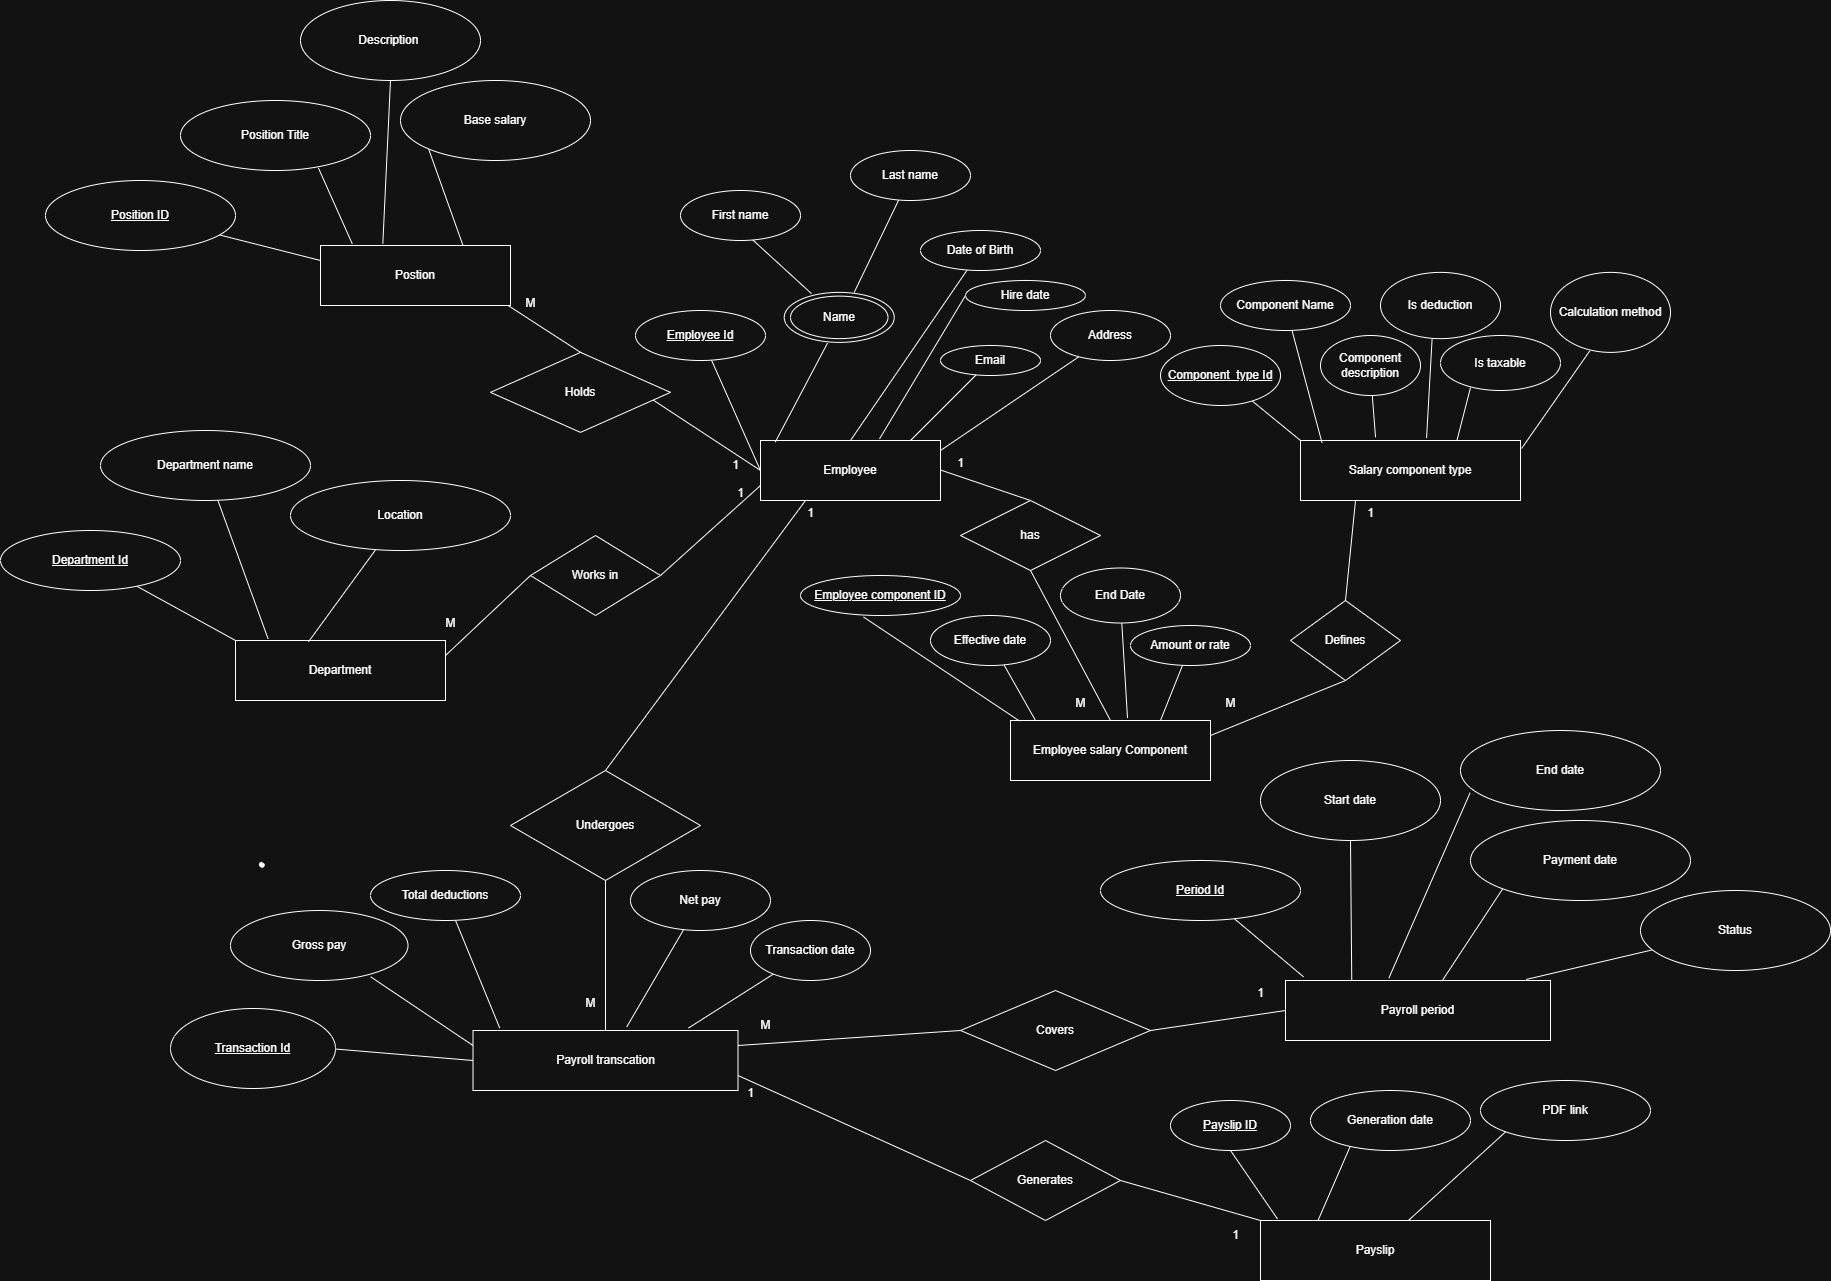 Description
Base salary
Position Title
Position ID
Postion
M
Holds
Last name
First name
Date of Birth
Hire date
Name
Employee Id
Address
Email
1
Employee
1
1
1
Component Name
Is deduction
Calculation method
Component
description
Is taxable
Component_type Id
Salary component type
1
Department name
Location
Department Id
Works in
M
Department
has
Employee component ID
End Date
Effective date
Amount or rate
Defines
M
M
Employee salary Component
Undergoes
Total deductions
Net pay
Gross pay
Transaction date
Transaction Id
M
M
Payroll transcation
1
Covers
1
Start date
End date
Payment date
Period Id
Status
Payroll period
Generates
1
Payslip ID
Generation date
PDF link
Payslip